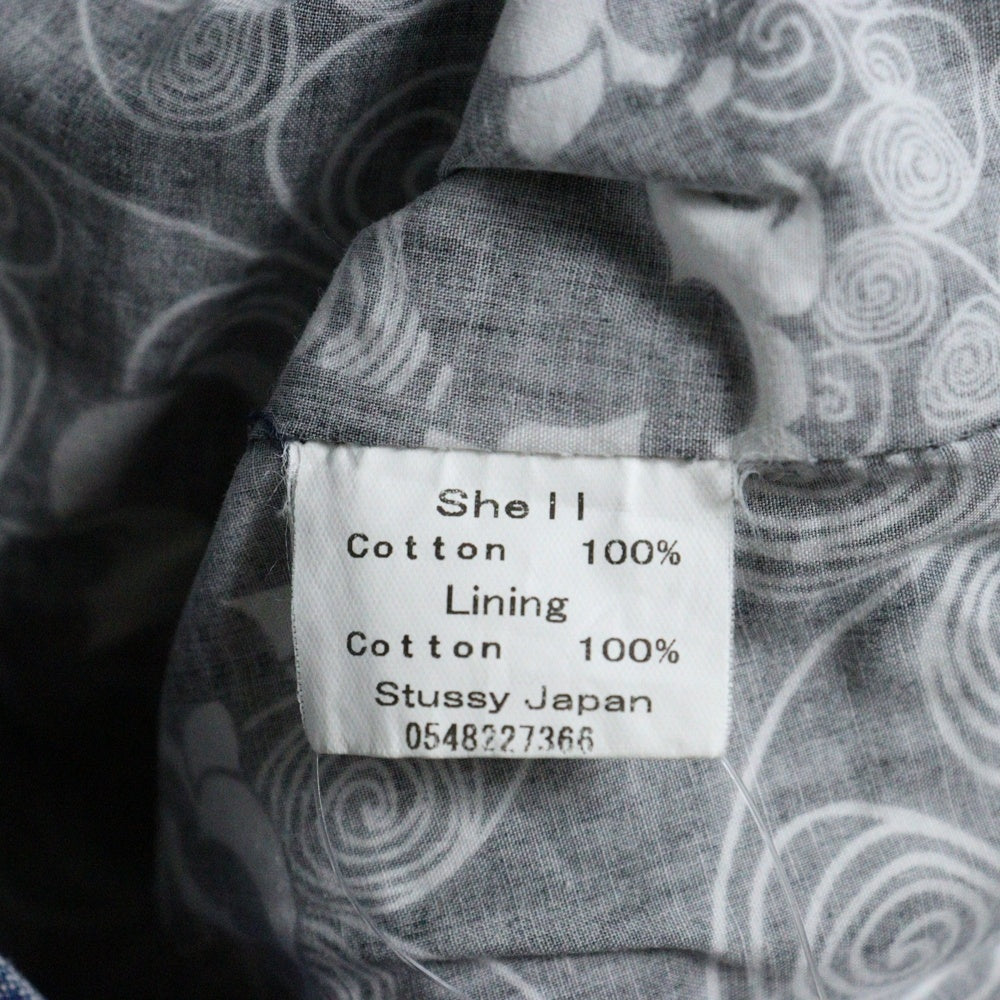 Shell
Cotton 100%
Lining
Cotton 100%
Stussy Japan
0548227366